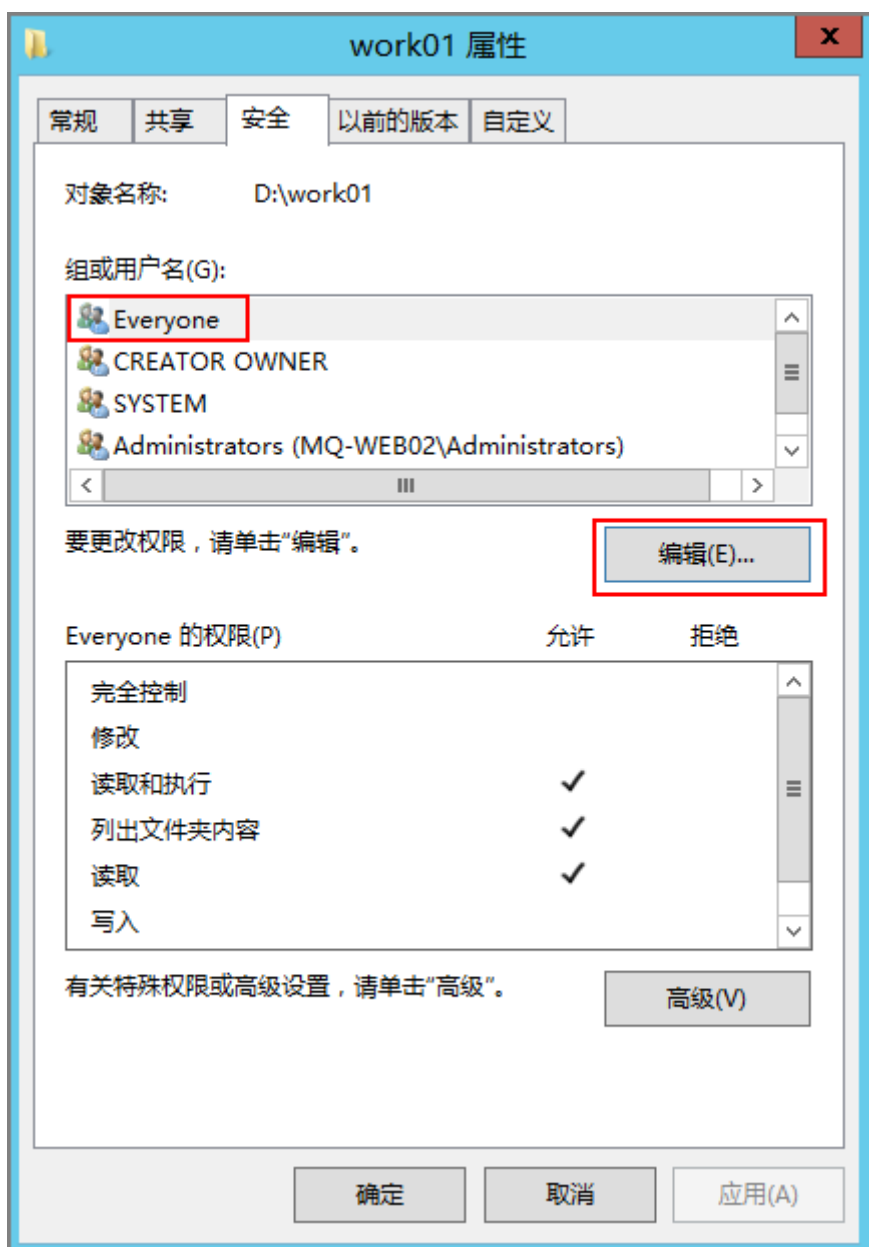 work01 属性
x
常规 共享 安全 以前的版本 自定义
对象名称: D:\work01
组或用户名(G):
Everyone
CREATOR OWNER
SYSTEM
Administrators (MQ-WEB02\Administrators)
要更改权限，请单击“编辑”。 编辑(E)...
Everyone 的权限(P) 允许 拒绝
完全控制
修改
读取和执行
列出文件夹内容
读取
写入
有关特殊权限或高级设置，请单击“高级”。 高级(V)
确定 取消 应用(A)